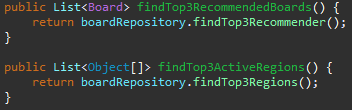 public List<Board> findTop3RecommendedBoards() {
    return boardRepository.findTop3Recommender();
}
public List<Object[]> findTop3ActiveRegions() {
    return boardRepository.findTop3Regions();
}